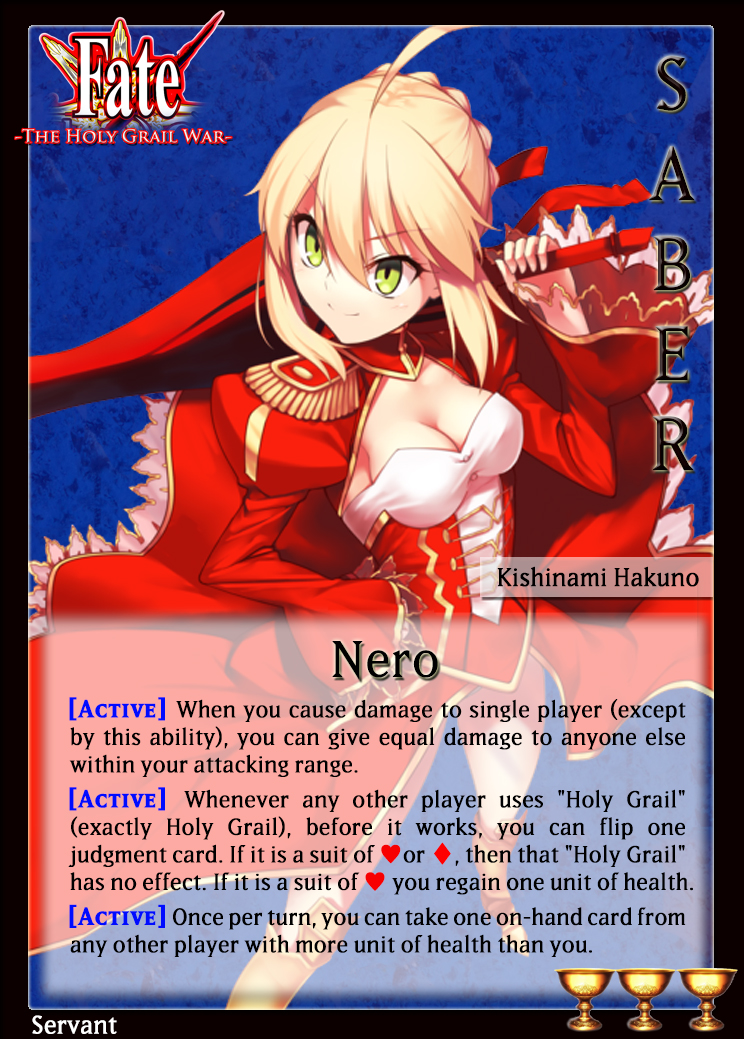 Fate
-THE HOLY GRAIL WAR-
SABER
Kishinami Hakuno
Nero
[ACTIVE] When you cause damage to single player (except
by this ability), you can give equal damage to anyone else
within your attacking range.
[ACTIVE] Whenever any other player uses "Holy Grail"
(exactly Holy Grail), before it works, you can flip one
judgment card. If it is a suit of ♥ or ♦, then that "Holy Grail"
has no effect. If it is a suit of ♥ you regain one unit of health.
[ACTIVE] Once per turn, you can take one on-hand card from
any other player with more unit of health than you.
Servant